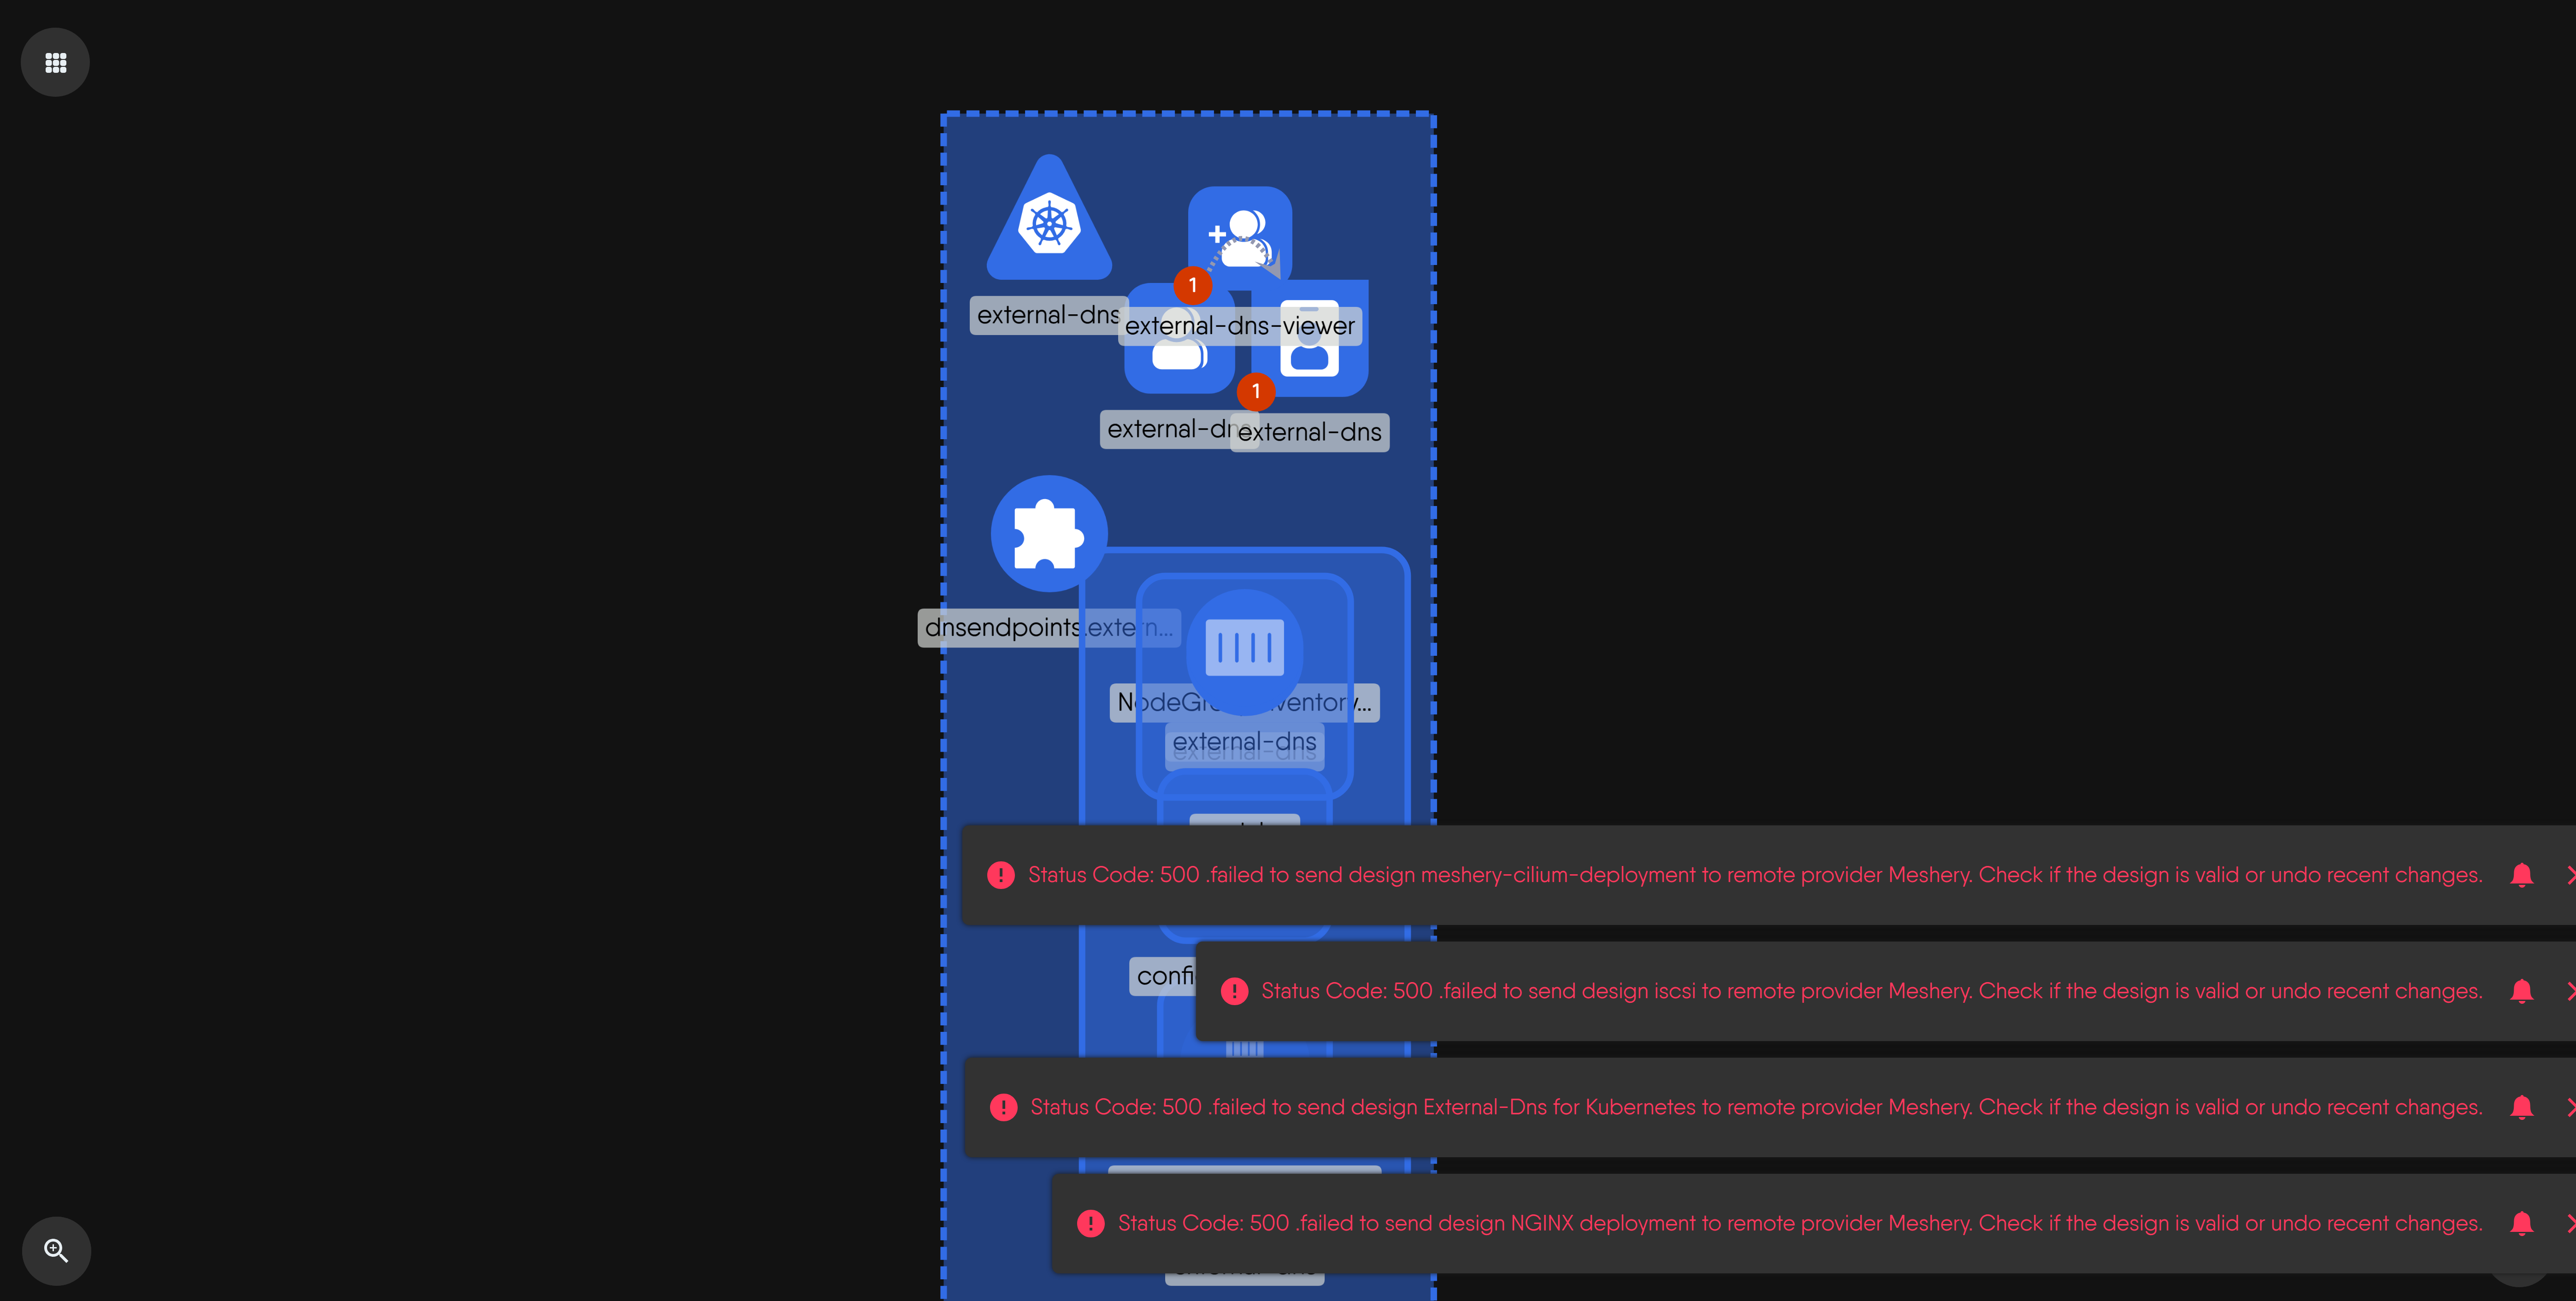 external-dns
1
external-dns-viewer
1
external-dns
external-dns
dnsendpoints.extern...
external-dns
Status Code: 500 .failed to send design meshery-cilium-deployment to remote provider Meshery. Check if the design is valid or undo recent changes.
confi
Status Code: 500 .failed to send design iscsi to remote provider Meshery. Check if the design is valid or undo recent changes.
Status Code: 500 .failed to send design External-Dns for Kubernetes to remote provider Meshery. Check if the design is valid or undo recent changes.
Status Code: 500 .failed to send design NGINX deployment to remote provider Meshery. Check if the design is valid or undo recent changes.